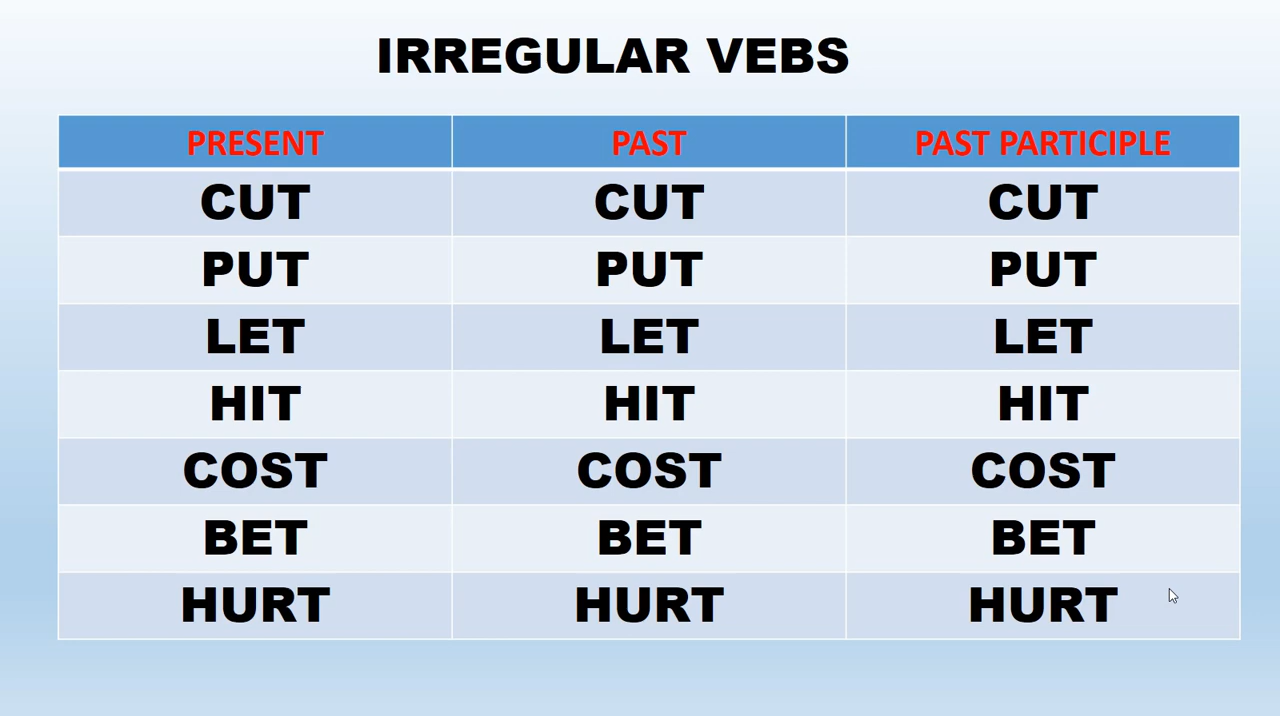 IRREGULAR VEBS
PRESENT PAST PAST PARTICIPLE
CUT CUT CUT
PUT PUT PUT
LET LET LET
HIT HIT HIT
COST COST COST
BET BET BET
HURT HURT HURT